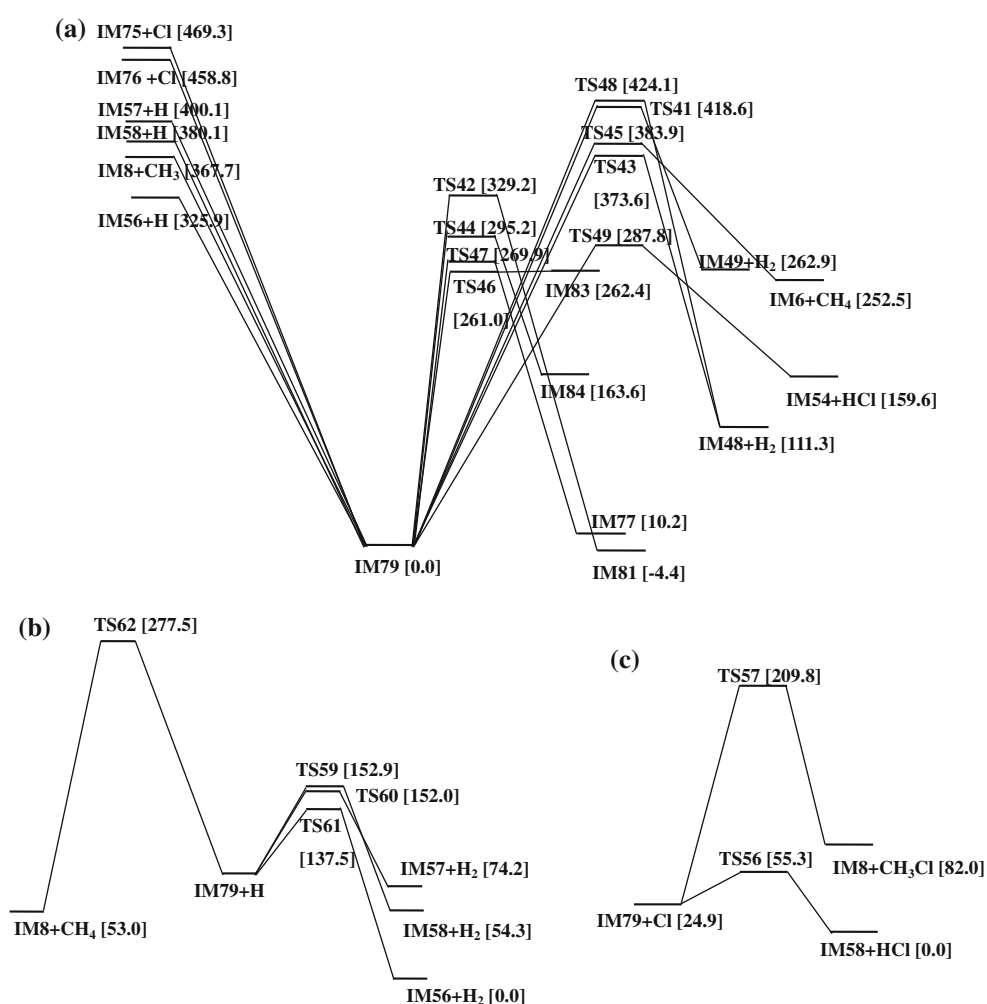 (a)
IM75+Cl [469.3]
IM76 +Cl [458.8]
IM57+H [400.1]
IM58+H [380.1]
IM8+CH₃ [367.7]
IM56+H [325.9]
TS48 [424.1]
TS41 [418.6]
TS45 [383.9]
TS43
[373.6]
TS42 [329.2]
TS44 [295.2]
TS49 [287.8]
TS47 [269.9]
TS46
[261.0]
IM83 [262.4]
IM49+H₂ [262.9]
IM6+CH₄ [252.5]
IM84 [163.6]
IM54+HCl [159.6]
IM48+H₂ [111.3]
IM77 [10.2]
IM79 [0.0]
IM81 [-4.4]
(b)
TS62 [277.5]
TS59 [152.9]
TS60 [152.0]
TS61
[137.5]
IM57+H₂ [74.2]
IM79+H
IM8+CH₄ [53.0]
IM58+H₂ [54.3]
IM56+H₂ [0.0]
(c)
TS57 [209.8]
TS56 [55.3]
IM8+CH₃Cl [82.0]
IM79+Cl [24.9]
IM58+HCl [0.0]